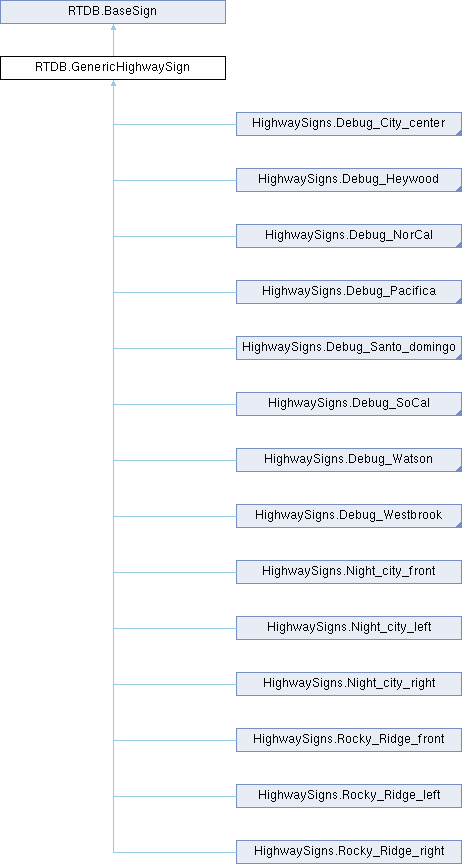 RTDB.BaseSign
RTDB.GenericHighwaySign
HighwaySigns.Debug_City_center
HighwaySigns.Debug_Heywood
HighwaySigns.Debug_NorCal
HighwaySigns.Debug_Pacifica
HighwaySigns.Debug_Santo_domingo
HighwaySigns.Debug_SoCal
HighwaySigns.Debug_Watson
HighwaySigns.Debug_Westbrook
HighwaySigns.Night_city_front
HighwaySigns.Night_city_left
HighwaySigns.Night_city_right
HighwaySigns.Rocky_Ridge_front
HighwaySigns.Rocky_Ridge_left
HighwaySigns.Rocky_Ridge_right